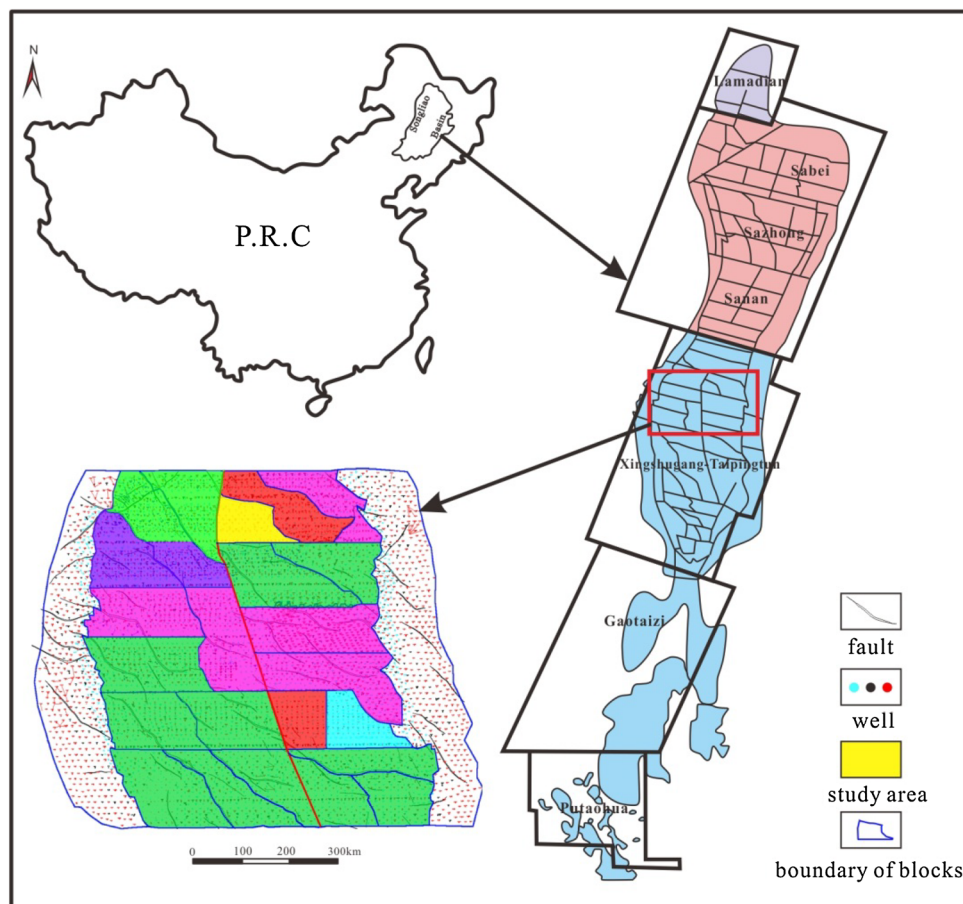 N
Songliao
Basin
P.R.C
Lamadian
Sabei
Sazhong
Sanan
Xingshugang-Taipingtun
Gaotaizi
Putaohua
fault
well
study area
boundary of blocks
0 100 200 300km